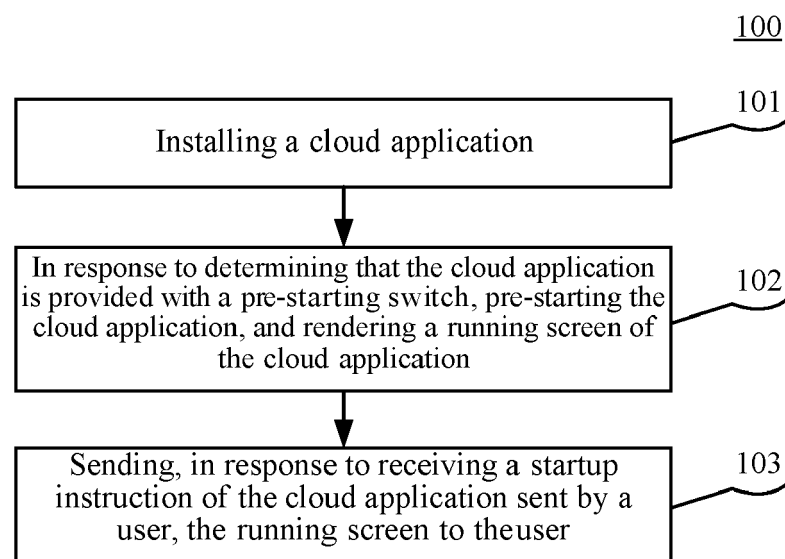 100
101
Installing a cloud application
In response to determining that the cloud application
is provided with a pre-starting switch, pre-starting the
cloud application, and rendering a running screen of
the cloud application
102
Sending, in response to receiving a startup
instruction of the cloud application sent by a
user, the running screen to theuser
103